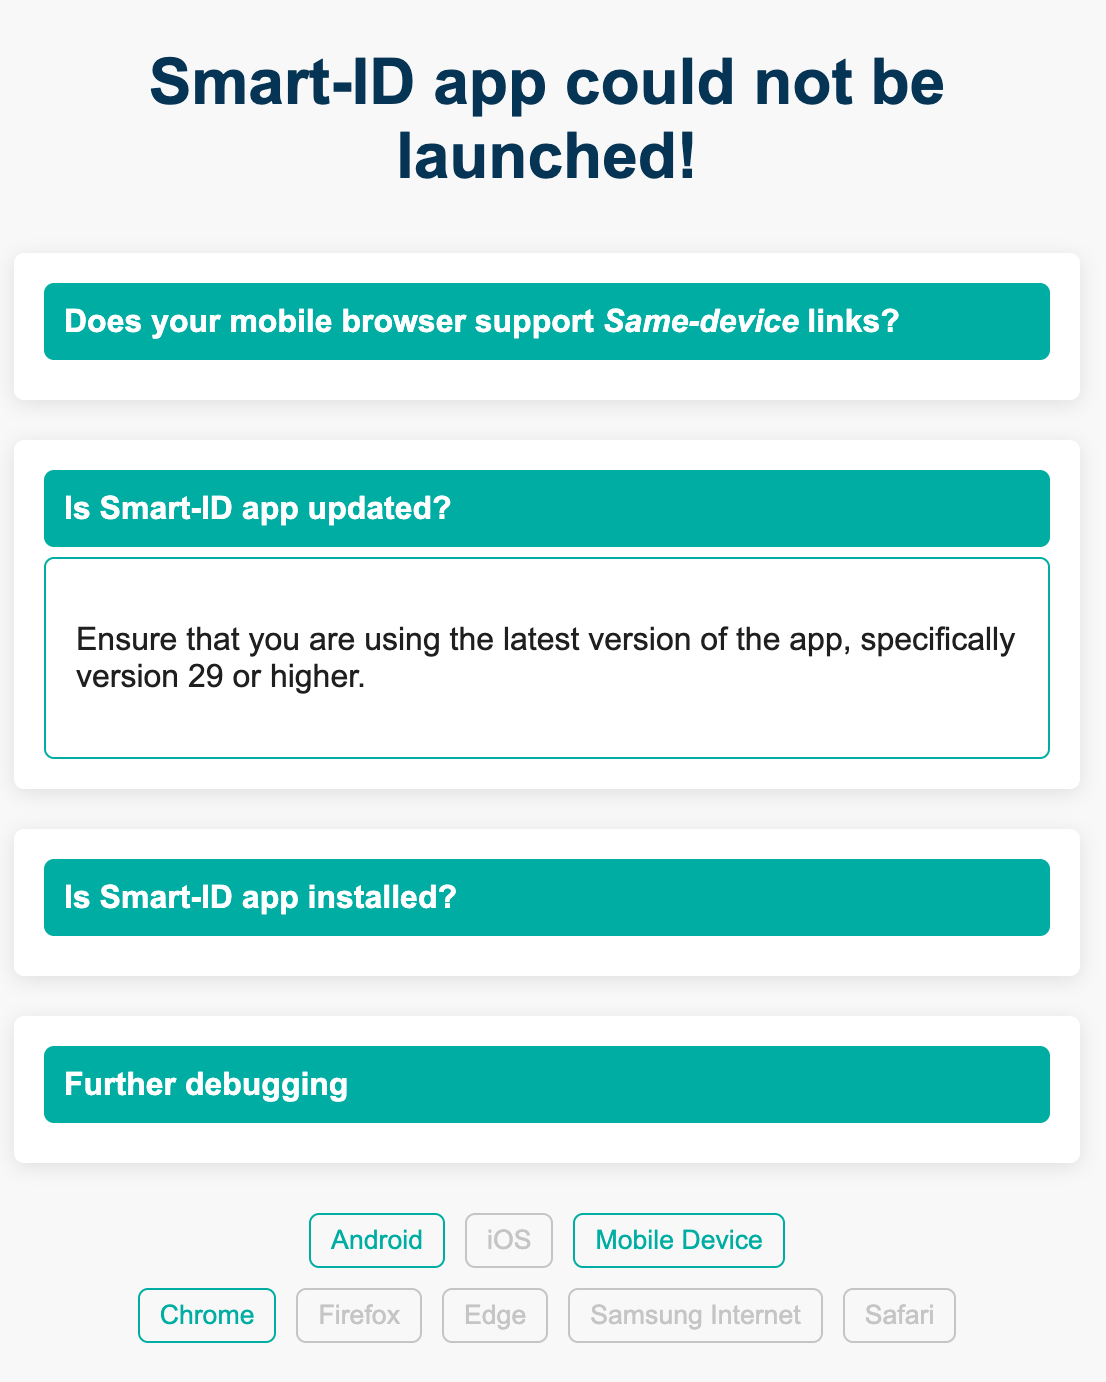 Smart-ID app could not be
launched!
Does your mobile browser support Same-device links?
Is Smart-ID app updated?
Ensure that you are using the latest version of the app, specifically
version 29 or higher.
Is Smart-ID app installed?
Further debugging
Android iOS Mobile Device
Chrome Firefox Edge Samsung Internet Safari